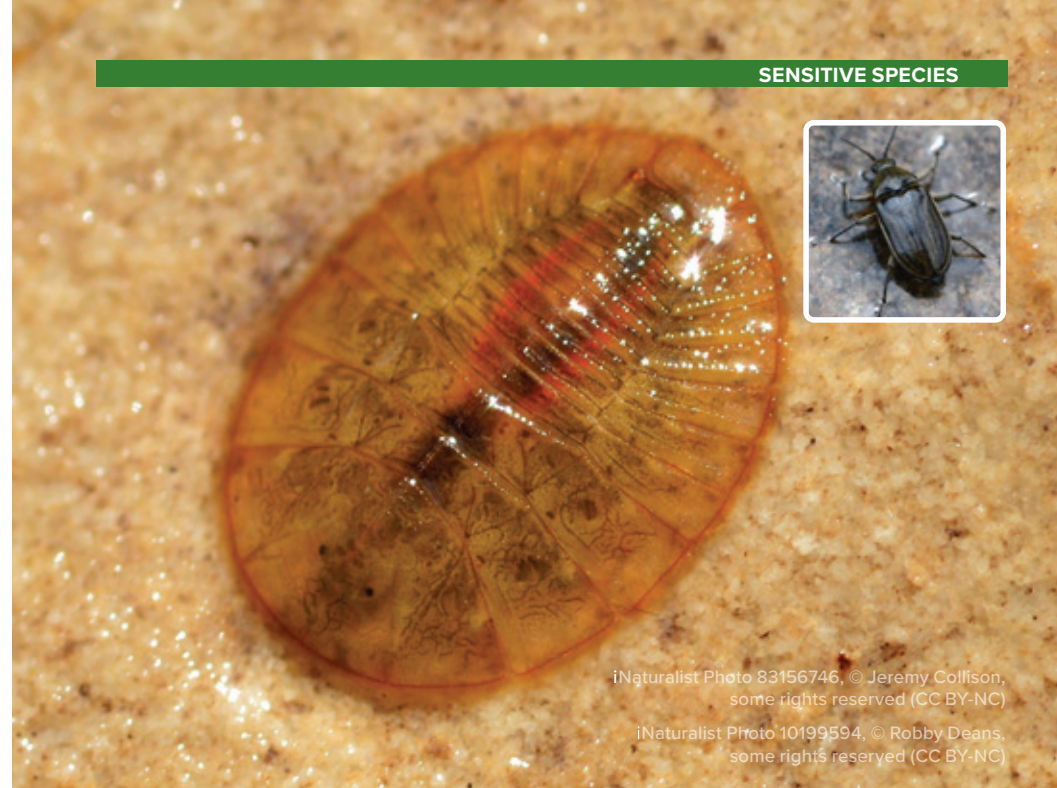 SENSITIVE SPECIES
iNaturalist Photo 83156746, © Jeremy Collison,
some rights reserved (CC BY-NC)
iNaturalist Photo 10199594, © Robby Deans,
some rights reserved (CC BY-NC)